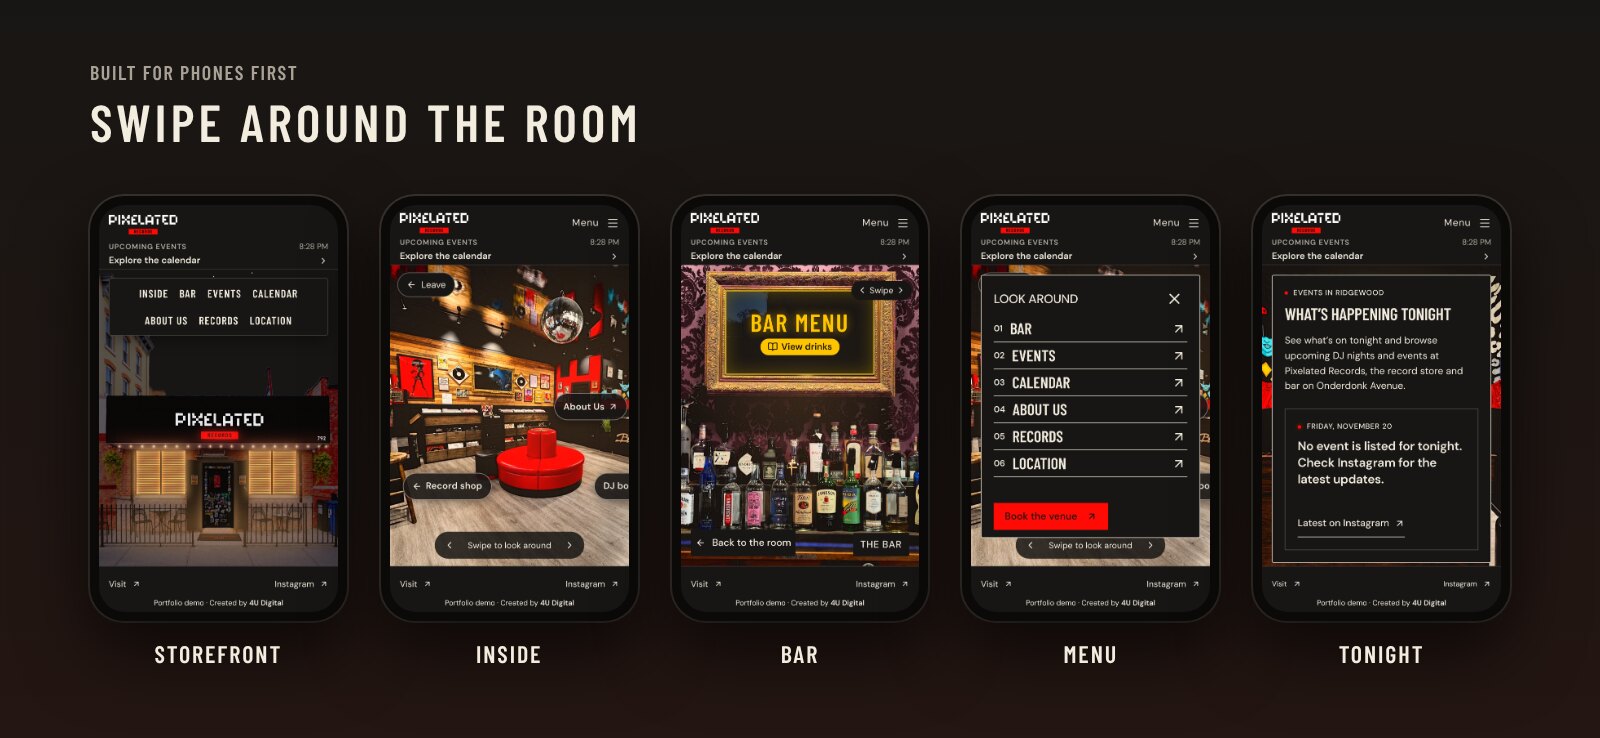 BUILT FOR PHONES FIRST
SWIPE AROUND THE ROOM
PIXELATED
RECORDS
UPCOMING EVENTS 8:28 PM
Explore the calendar
INSIDE BAR EVENTS CALENDAR
ABOUT US RECORDS LOCATION
PIXELATED
RECORDS
792
Visit Instagram
Portfolio demo · Created by 4U Digital
STOREFRONT
PIXELATED
RECORDS
Menu
UPCOMING EVENTS 8:28 PM
Explore the calendar
Leave
About Us
Record shop
DJ bo
Swipe to look around
Visit Instagram
Portfolio demo · Created by 4U Digital
INSIDE
PIXELATED
RECORDS
Menu
UPCOMING EVENTS 8:28 PM
Explore the calendar
Swipe
BAR MENU
View drinks
Back to the room
THE BAR
Visit Instagram
Portfolio demo · Created by 4U Digital
BAR
PIXELATED
RECORDS
Menu
UPCOMING EVENTS 8:28 PM
Explore the calendar
LOOK AROUND
01 BAR
02 EVENTS
03 CALENDAR
04 ABOUT US
05 RECORDS
06 LOCATION
Book the venue
Swipe to look around
Visit Instagram
Portfolio demo · Created by 4U Digital
MENU
PIXELATED
RECORDS
Menu
UPCOMING EVENTS 8:28 PM
Explore the calendar
EVENTS IN RIDGEWOOD
WHAT'S HAPPENING TONIGHT
See what's on tonight and browse
upcoming DJ nights and events at
Pixelated Records, the record store and
bar on Onderdonk Avenue.
FRIDAY, NOVEMBER 20
No event is listed for tonight.
Check Instagram for the
latest updates.
Latest on Instagram
Visit Instagram
Portfolio demo · Created by 4U Digital
TONIGHT